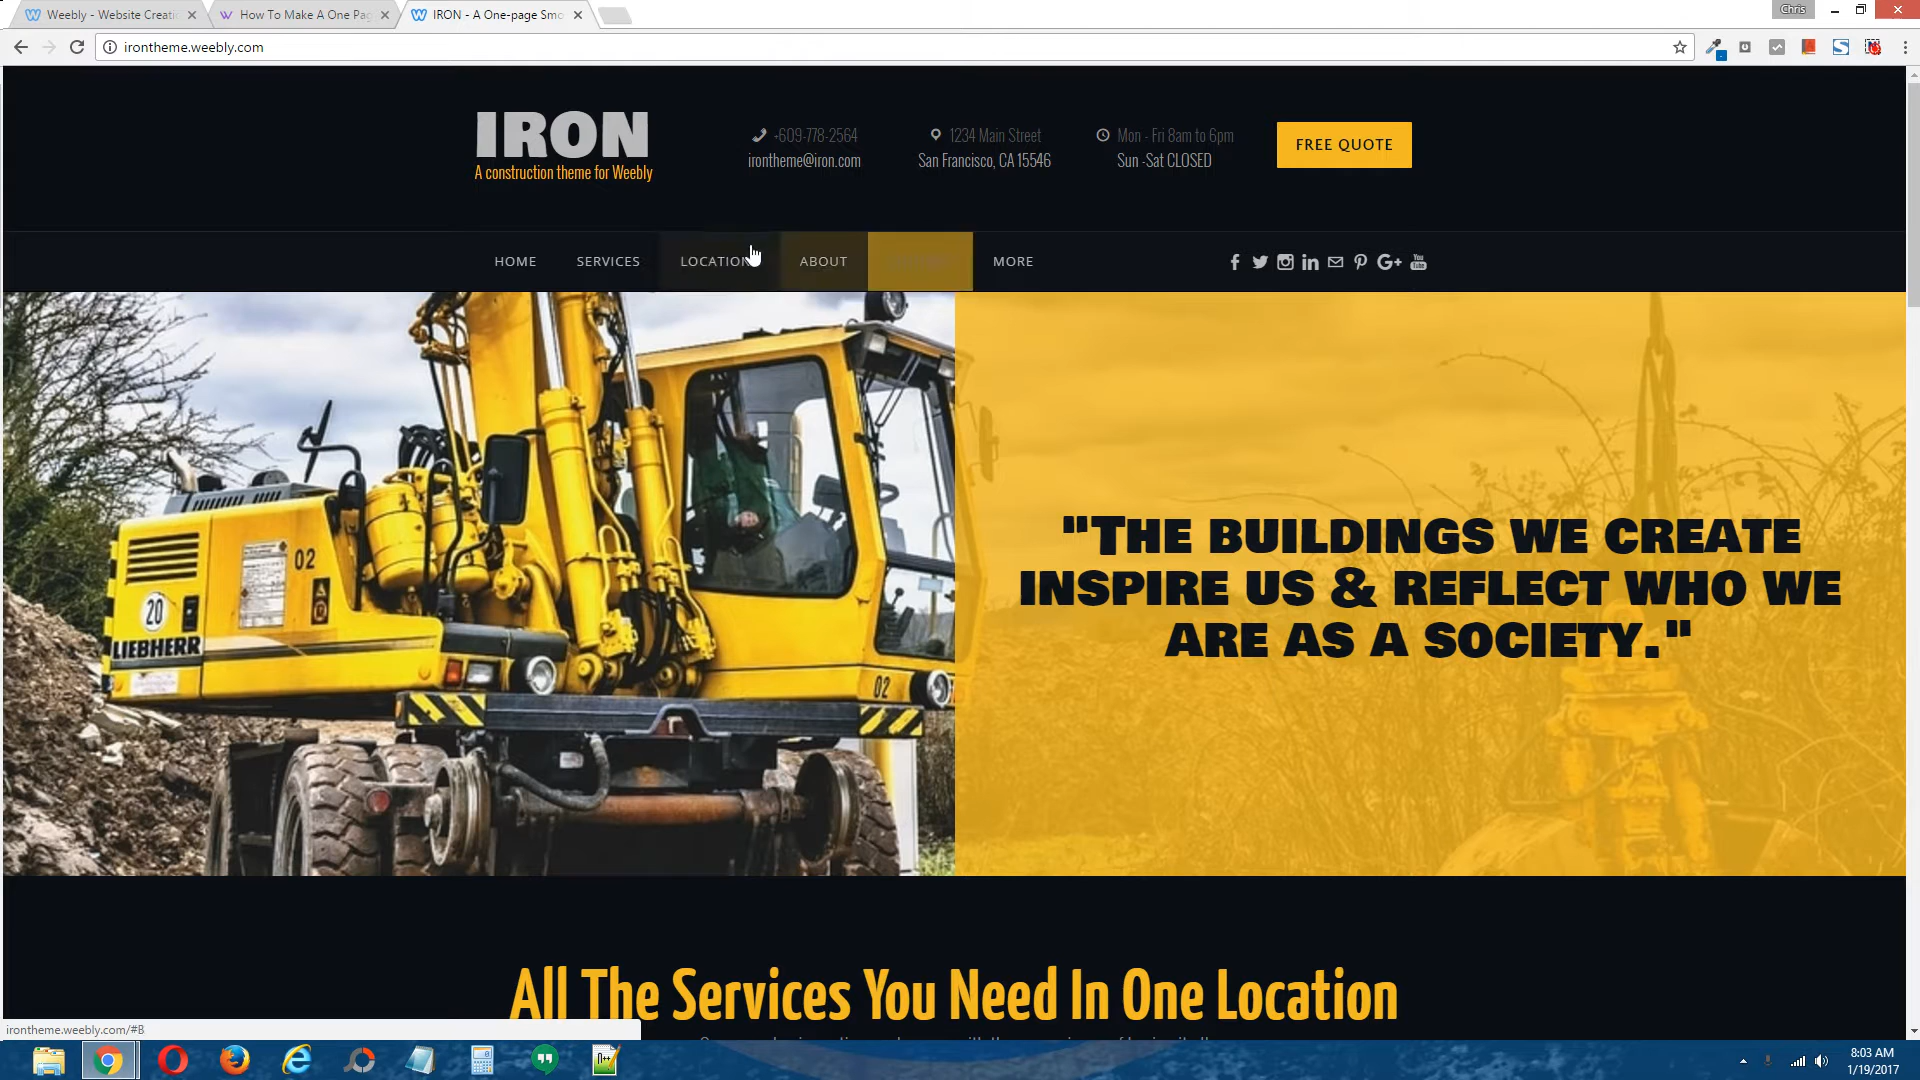 Weebly - Website Creati
How To Make A One Pag
IRON - A One-page Smo
Chris
irontheme.weebly.com
IRON
A construction theme for Weebly
+609-778-2564
irontheme@iron.com
1234 Main Street
San Francisco, CA 15546
Mon - Fri 8am to 6pm
Sun -Sat CLOSED
FREE QUOTE
HOME
SERVICES
LOCATION
ABOUT
MORE
You
Tube
02
20
LIEBHERR
02
"THE BUILDINGS WE CREATE
INSPIRE US & REFLECT WHO WE
ARE AS A SOCIETY."
All The Services You Need In One Location
irontheme.weebly.com/#B
8:03 AM
1/19/2017